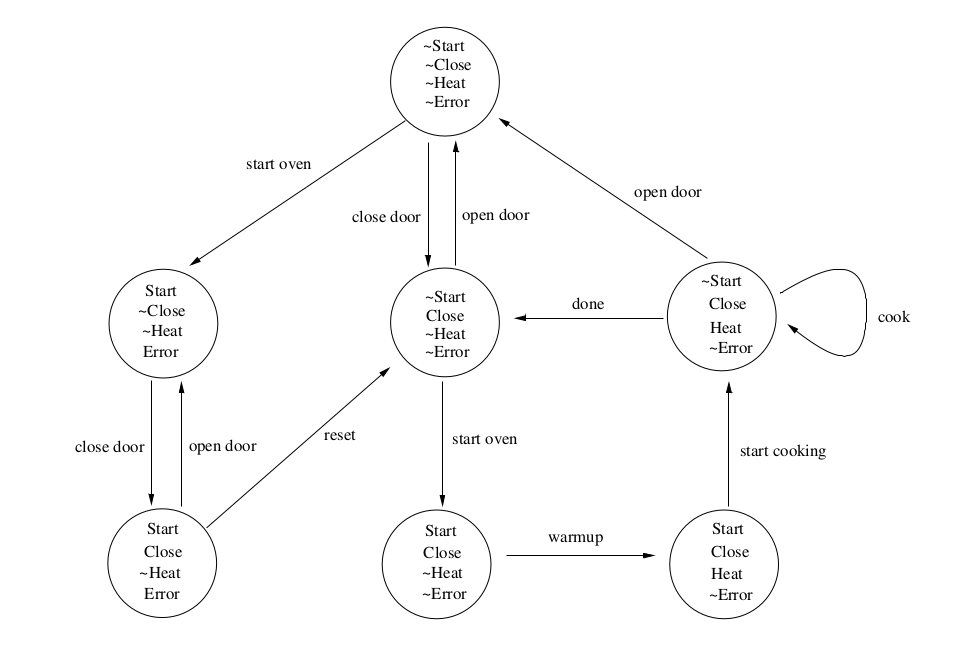 ~Start
~Close
~Heat
~Error
start oven
close door
open door
open door
Start
~Close
~Heat
Error
~Start
Close
~Heat
~Error
done
~Start
Close
Heat
~Error
cook
close door
open door
reset
start oven
start cooking
Start
Close
~Heat
Error
Start
Close
~Heat
~Error
warmup
Start
Close
Heat
~Error